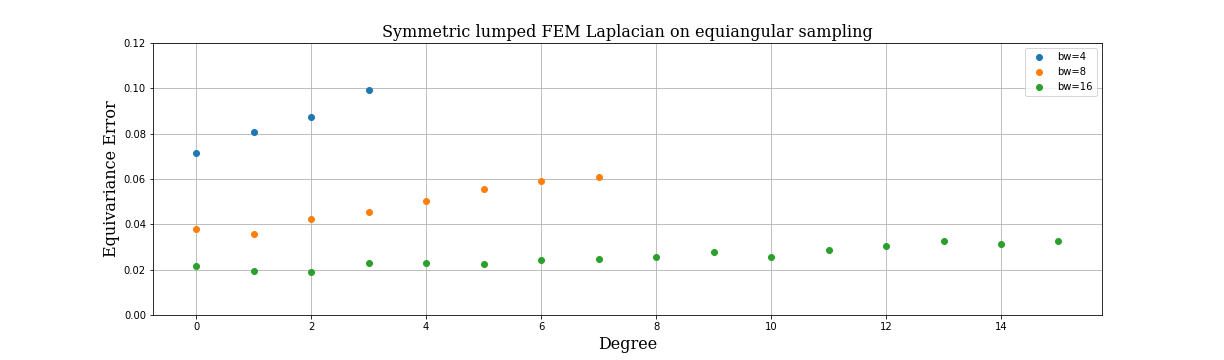 Symmetric lumped FEM Laplacian on equiangular sampling
Equivariance Error
0.12
0.10
0.08
0.06
0.04
0.02
0.00
bw=4
bw=8
bw=16
0 2 4 6 8 10 12 14
Degree